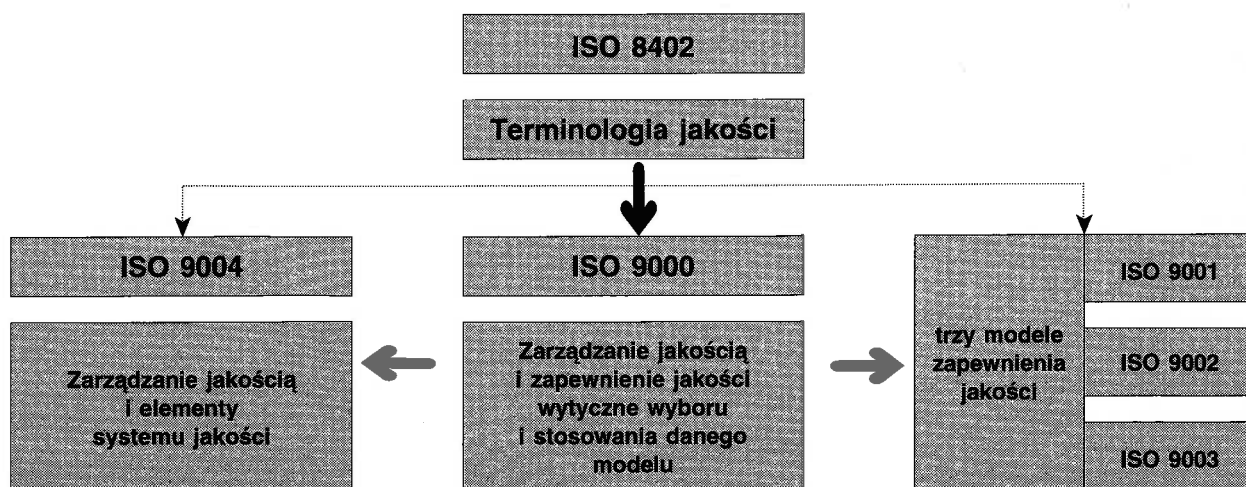 ISO 8402
Terminologia jakości
ISO 9004
Zarządzanie jakością
i elementy
systemu jakości
ISO 9000
Zarządzanie jakością
i zapewnienie jakości
wytyczne wyboru
i stosowania danego
modelu
trzy modele
zapewnienia
jakości
ISO 9001
ISO 9002
ISO 9003